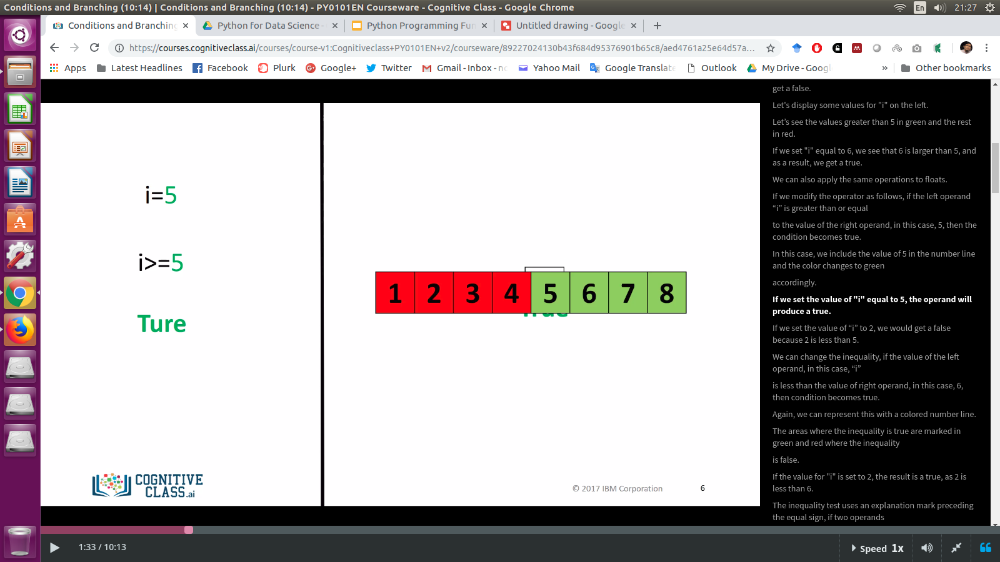 Conditions and Branching (10:14) | Conditions and Branching (10:14) - PY0101EN Courseware - Cognitive Class - Google Chrome
En
21:27
Conditions and Branching
Python for Data Science -
Python Programming Fun
Untitled drawing - Google
https://courses.cognitiveclass.ai/courses/course-v1:Cognitiveclass+PY0101EN+v2/courseware/89227024130b43f684d95376901b65c8/aed4761a25e64d57a...
Apps
Latest Headlines
Facebook
Plurk
Google+
Twitter
Gmail - Inbox - no
Yahoo Mail
Google Translate
Outlook
My Drive - Googl
»
Other bookmarks
i=5
i>=5
Ture
1 2 3 4 5 6 7 8
True
COGNITIVE
CLASS.ai
© 2017 IBM Corporation
6
get a false.
Let's display some values for "i" on the left.
Let’s see the values greater than 5 in green and the rest
in red.
If we set "i" equal to 6, we see that 6 is larger than 5, and
as a result, we get a true.
We can also apply the same operations to floats.
If we modify the operator as follows, if the left operand
“i” is greater than or equal
to the value of the right operand, in this case, 5, then the
condition becomes true.
In this case, we include the value of 5 in the number line
and the color changes to green
accordingly.
If we set the value of "i" equal to 5, the operand will
produce a true.
If we set the value of “i” to 2, we would get a false
because 2 is less than 5.
We can change the inequality, if the value of the left
operand, in this case, “i”
is less than the value of right operand, in this case, 6,
then condition becomes true.
Again, we can represent this with a colored number line.
The areas where the inequality is true are marked in
green and red where the inequality
is false.
If the value for "i" is set to 2, the result is a true, as 2 is
less than 6.
The inequality test uses an explanation mark preceding
the equal sign, if two operands
1:33 / 10:13
Speed 1x